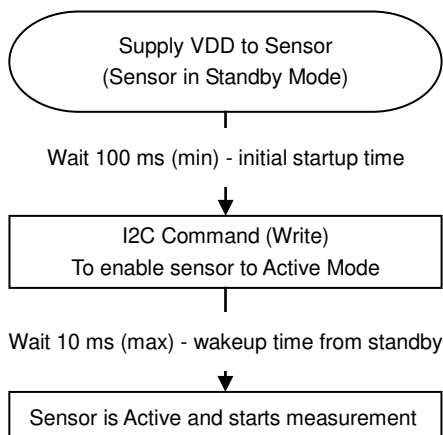 Supply VDD to Sensor
(Sensor in Standby Mode)
Wait 100 ms (min) - initial startup time
I2C Command (Write)
To enable sensor to Active Mode
Wait 10 ms (max) - wakeup time from standby
Sensor is Active and starts measurement